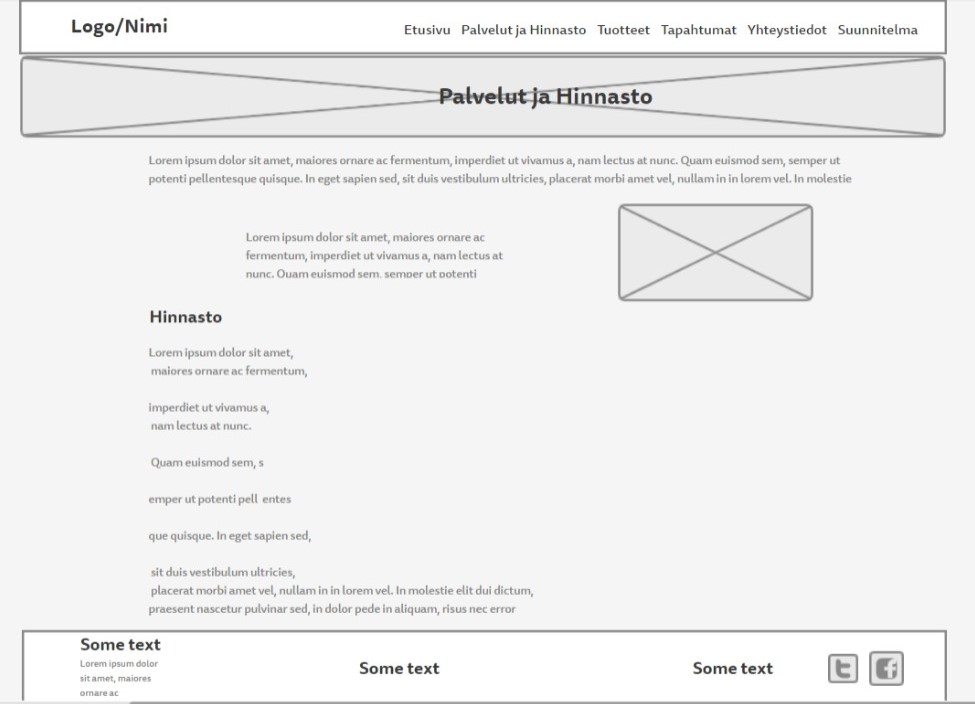 Logo/Nimi
Etusivu Palvelut ja Hinnasto Tuotteet Tapahtumat Yhteystiedot Suunnitelma
Palvelut ja Hinnasto
Lorem ipsum dolor sit amet, maiores ornare ac fermentum, imperdiet ut vivamus a, nam lectus at nunc. Quam euismod sem, semper ut
potenti pellentesque quisque. In eget sapien sed, sit duis vestibulum ultricies, placerat morbi amet vel, nullam in in lorem vel. In molestie
Lorem ipsum dolor sit amet, maiores ornare ac
fermentum, imperdiet ut vivamus a, nam lectus at
nunc. Quam euismod sem, semper ut potenti
Hinnasto
Lorem ipsum dolor sit amet,
maiores ornare ac fermentum,
imperdiet ut vivamus a,
nam lectus at nunc.
Quam euismod sem, s
emper ut potenti pell entes
que quisque. In eget sapien sed,
sit duis vestibulum ultricies,
placerat morbi amet vel, nullam in in lorem vel. In molestie elit dui dictum,
praesent nascetur pulvinar sed, in dolor pede in aliquam, risus nec error
Some text
Lorem ipsum dolor
sit amet, maiores
ornare ac
Some text
Some text